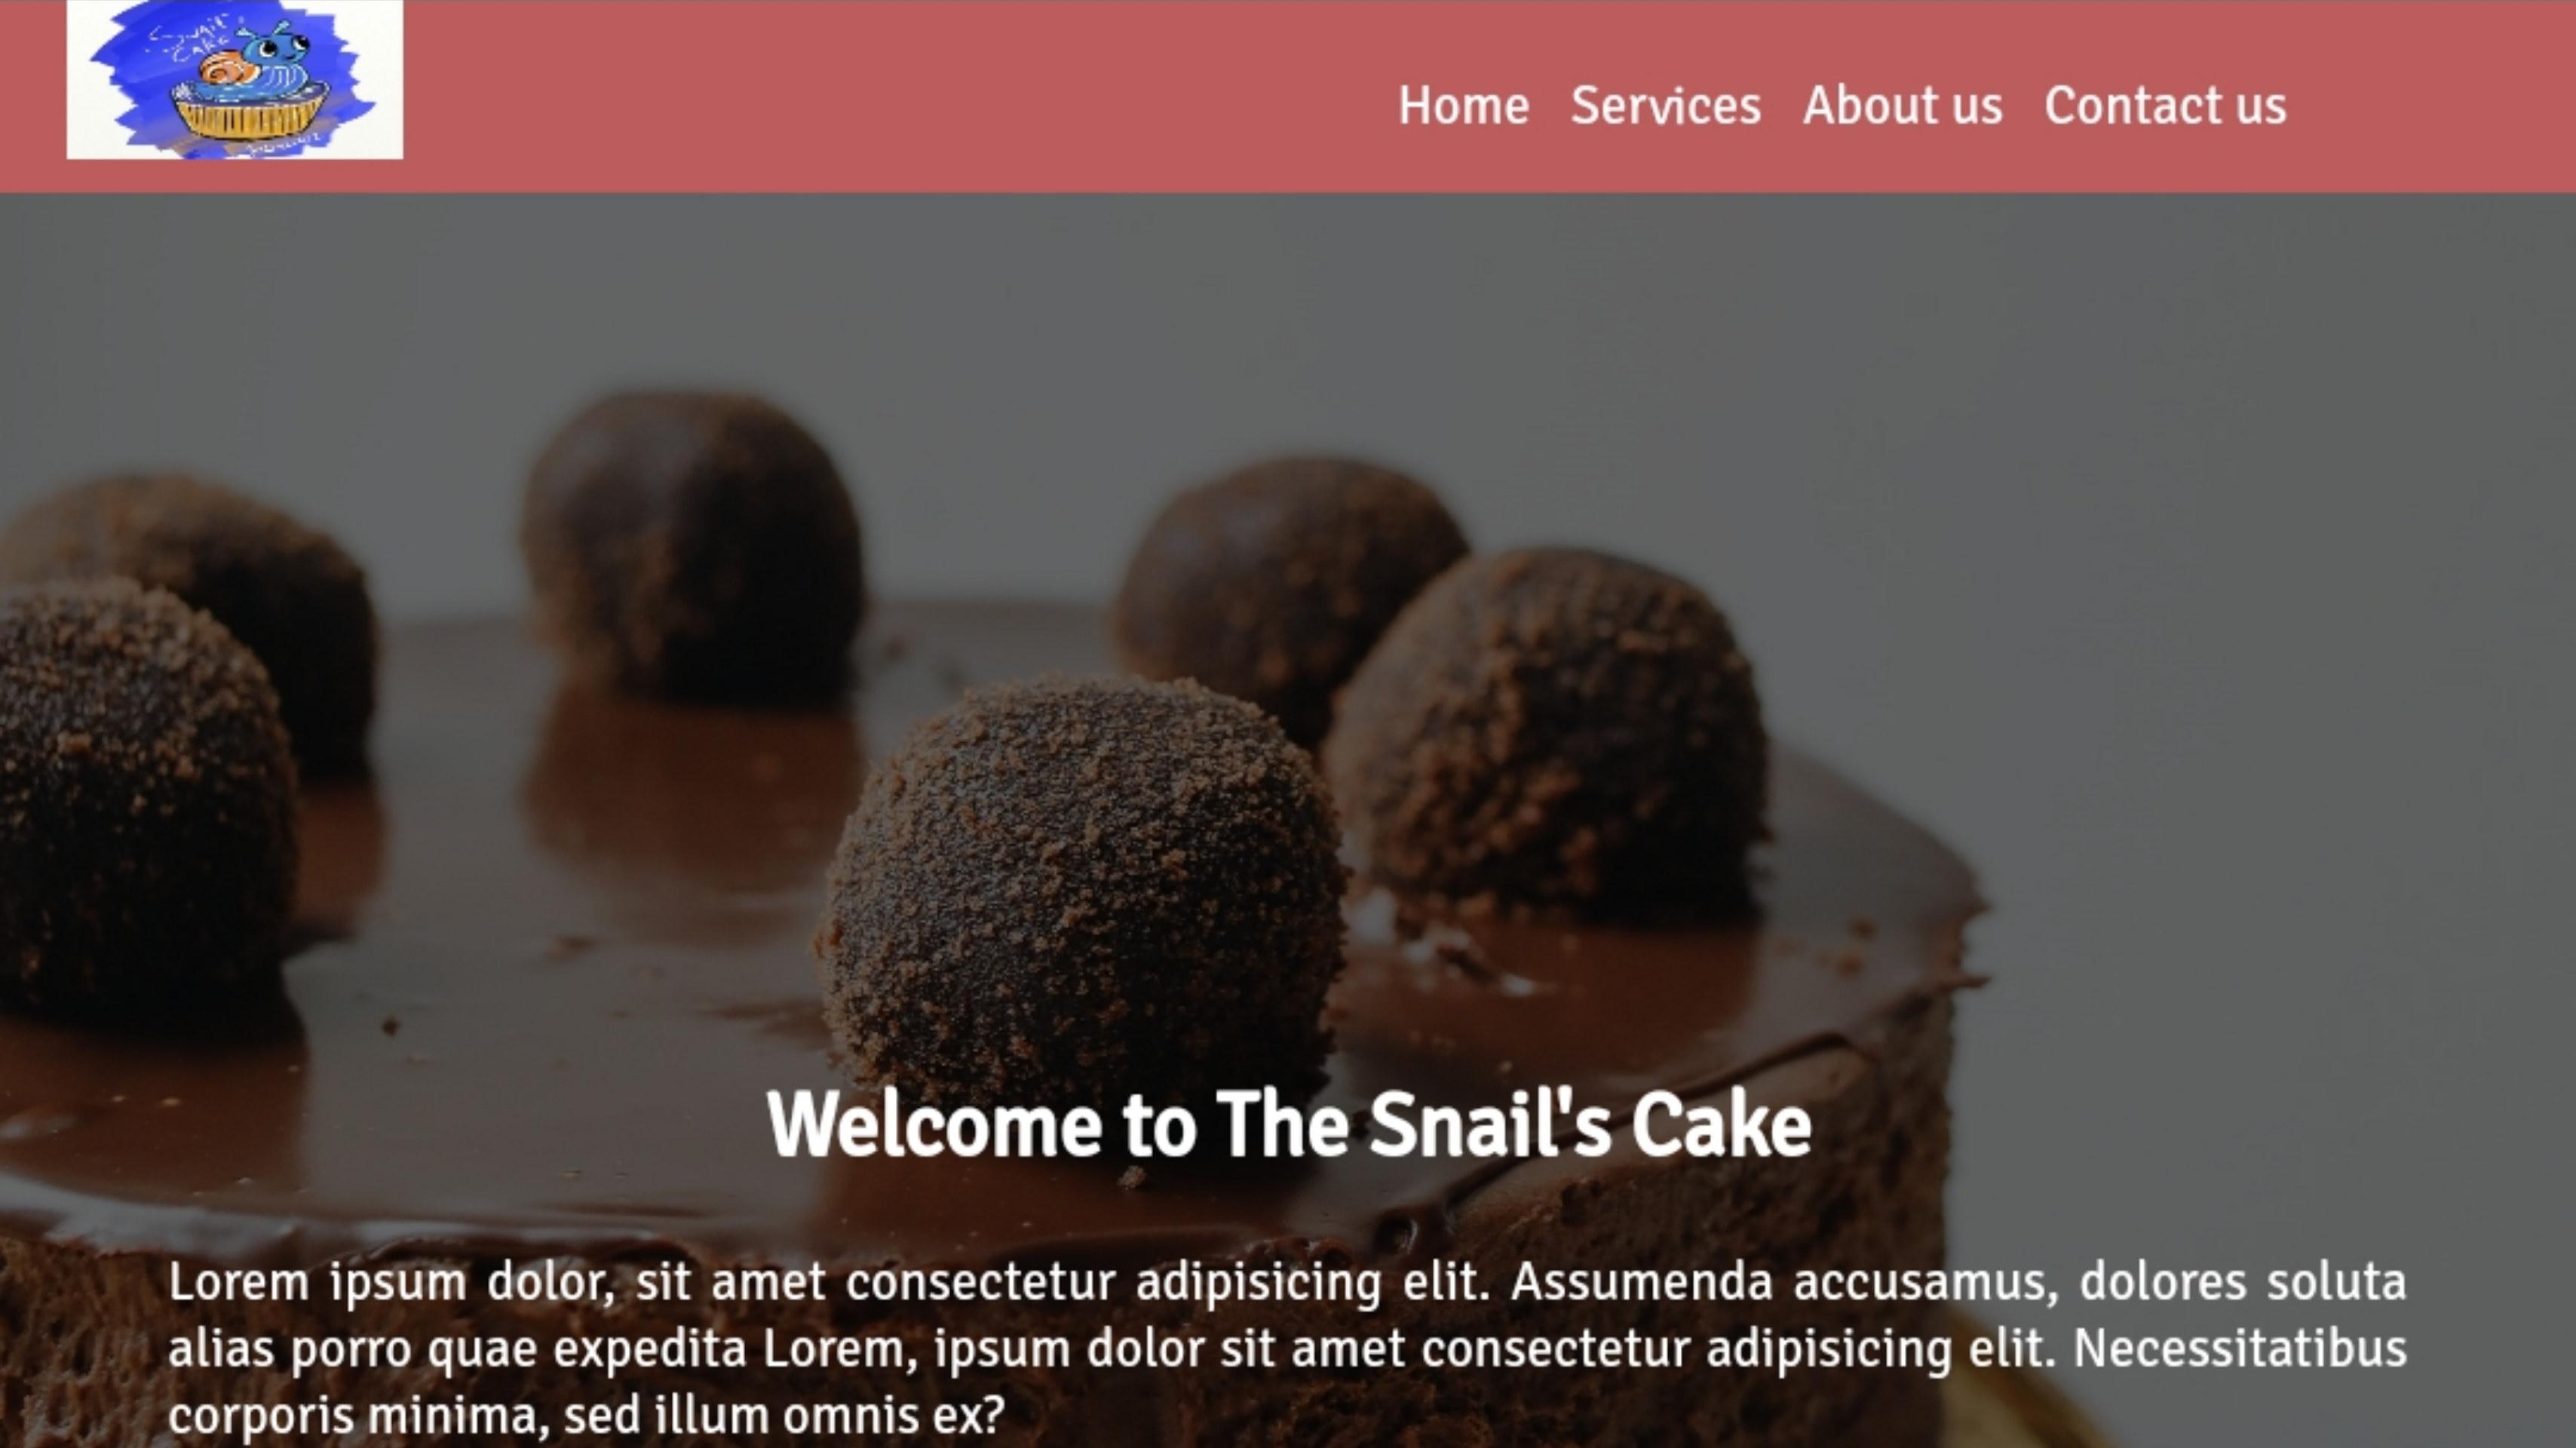 Snail
Cake
Home Services About us Contact us
Welcome to The Snail's Cake
Lorem ipsum dolor, sit amet consectetur adipisicing elit. Assumenda accusamus, dolores soluta
alias porro quae expedita Lorem, ipsum dolor sit amet consectetur adipisicing elit. Necessitatibus
corporis minima, sed illum omnis ex?